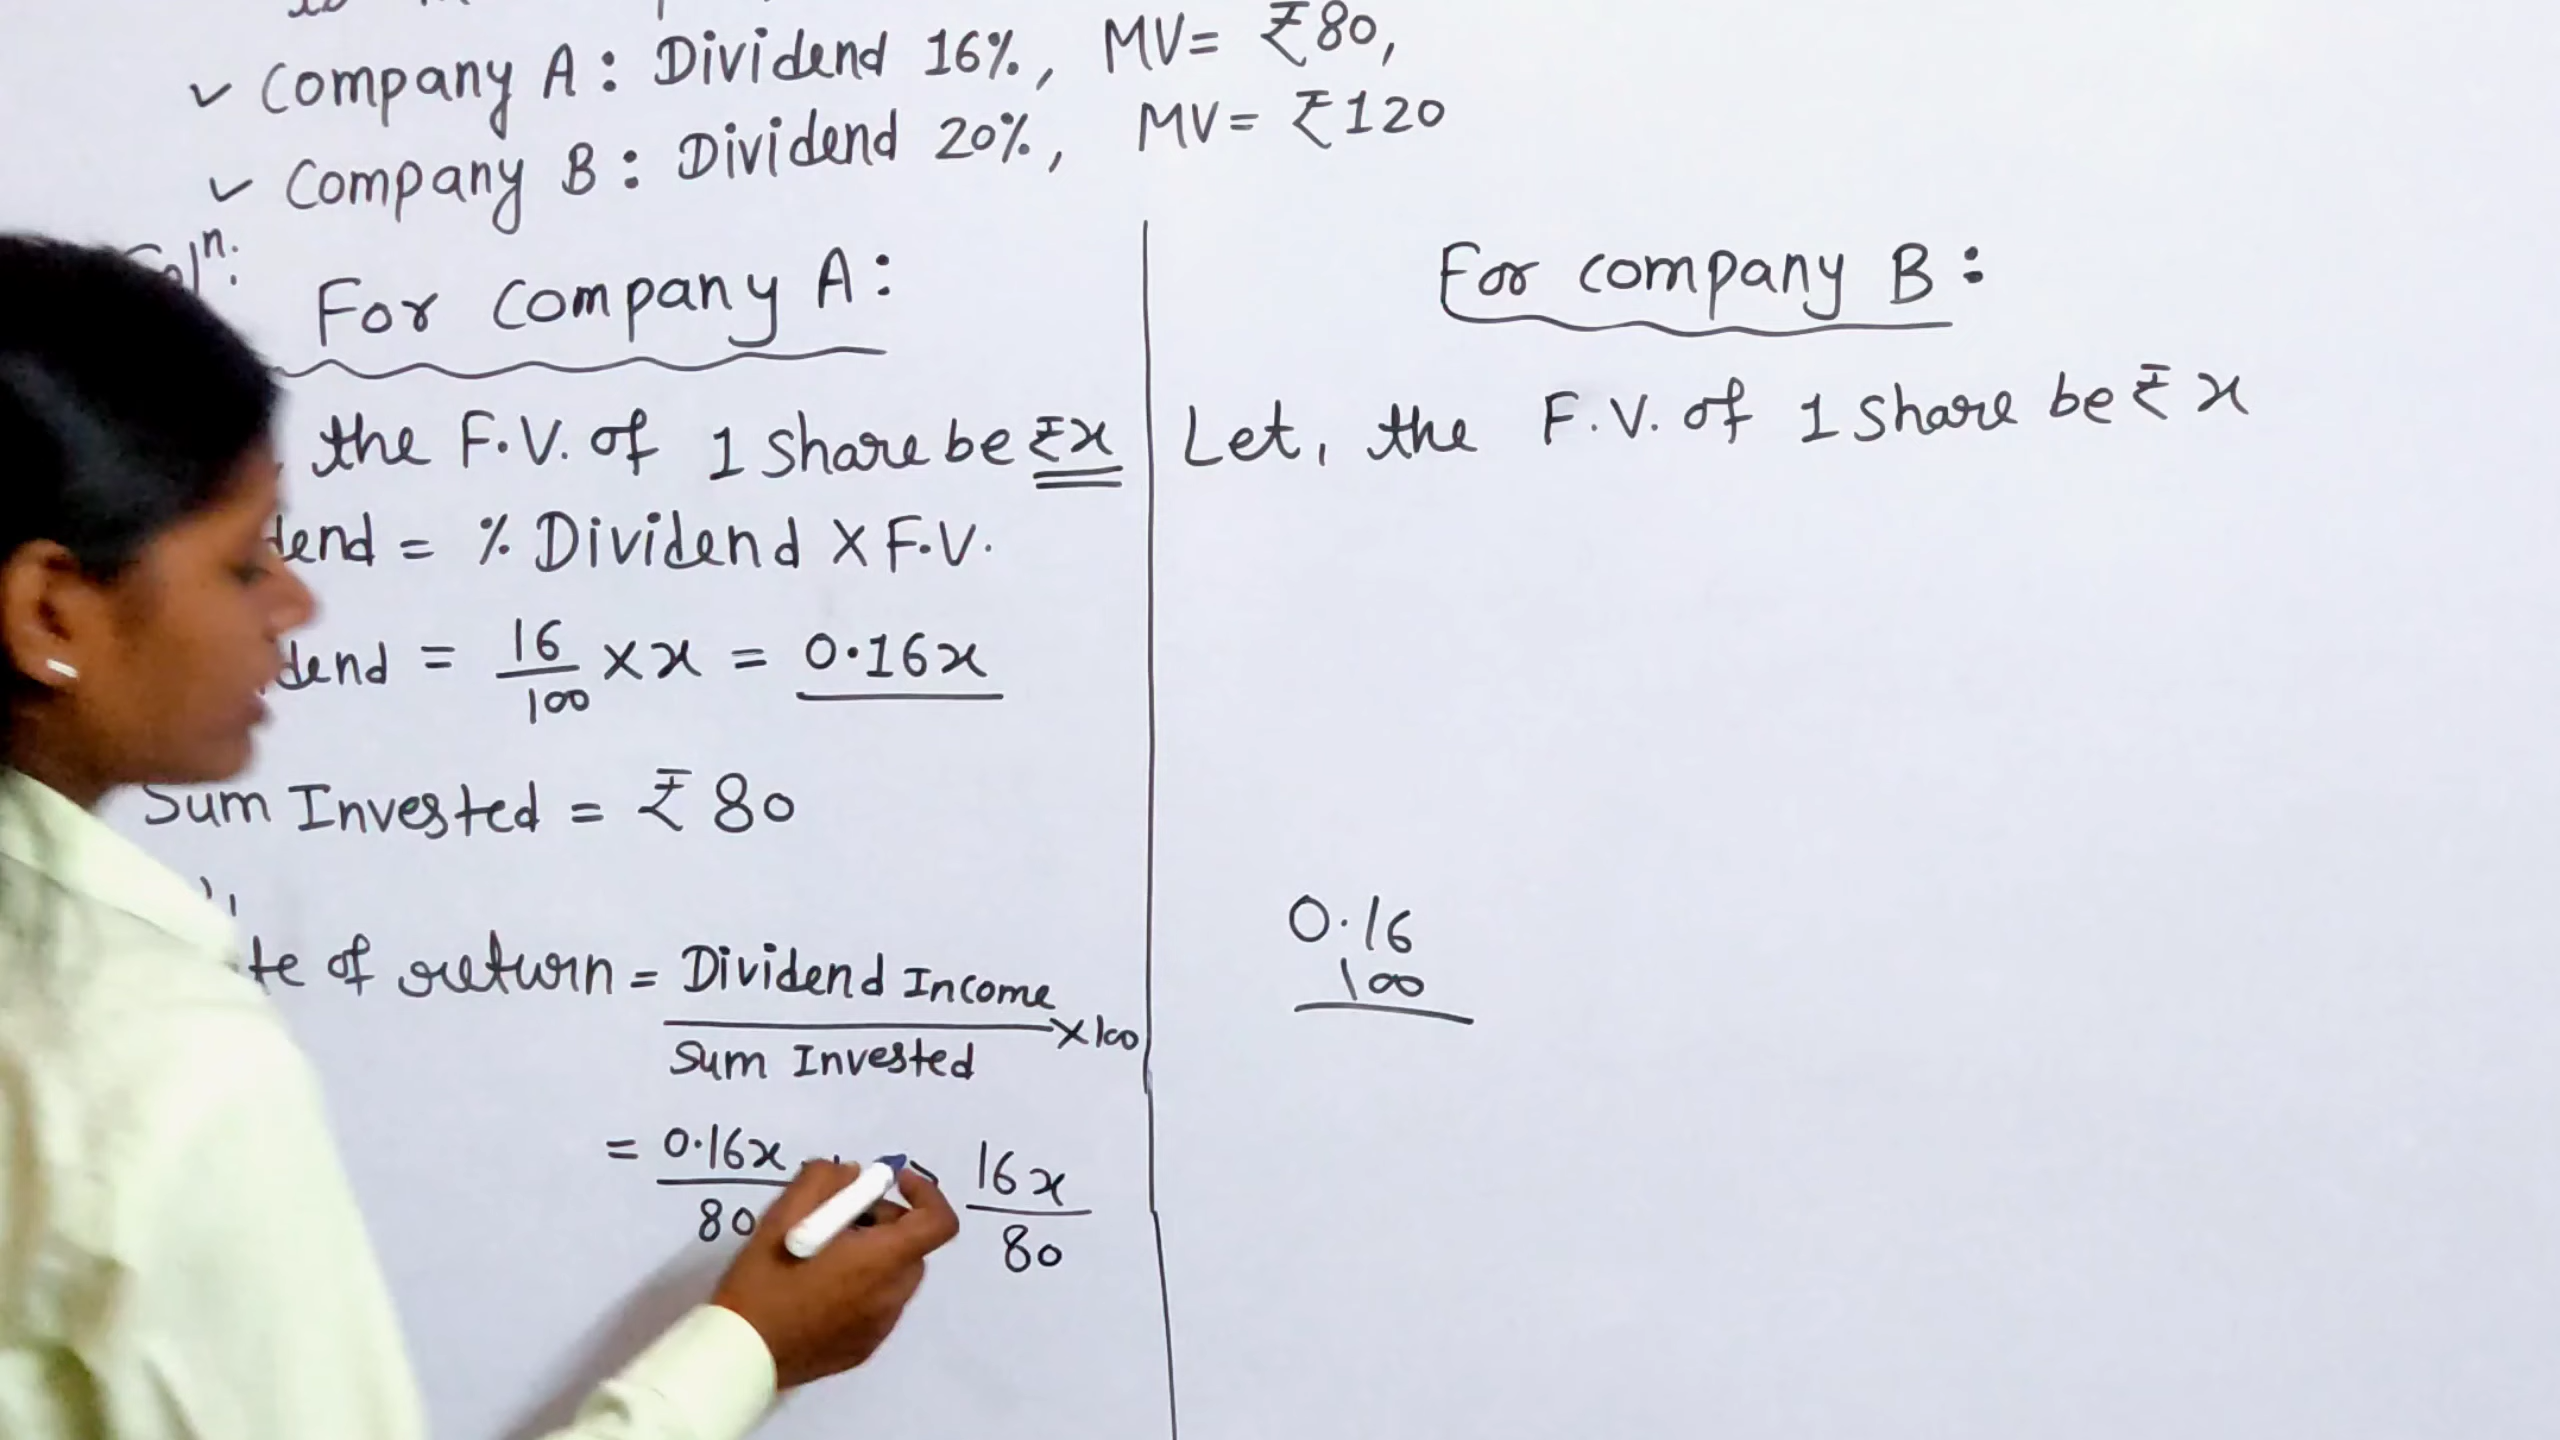 ✓ Company A : Dividend 16%, MV= ₹80,
✓ Company B : Dividend 20%, MV= ₹120
Solⁿ:
For Company A :
the F.V. of 1 share be ₹x
dend = % Dividend X F.V.
dend = 16/100 × x = 0.16x
Sum Invested = ₹80
te of return = Dividend Income / Sum Invested ×100
= 0.16x / 80
16x / 80
For company B :
Let, the F.V. of 1 share be ₹x
0.16
100